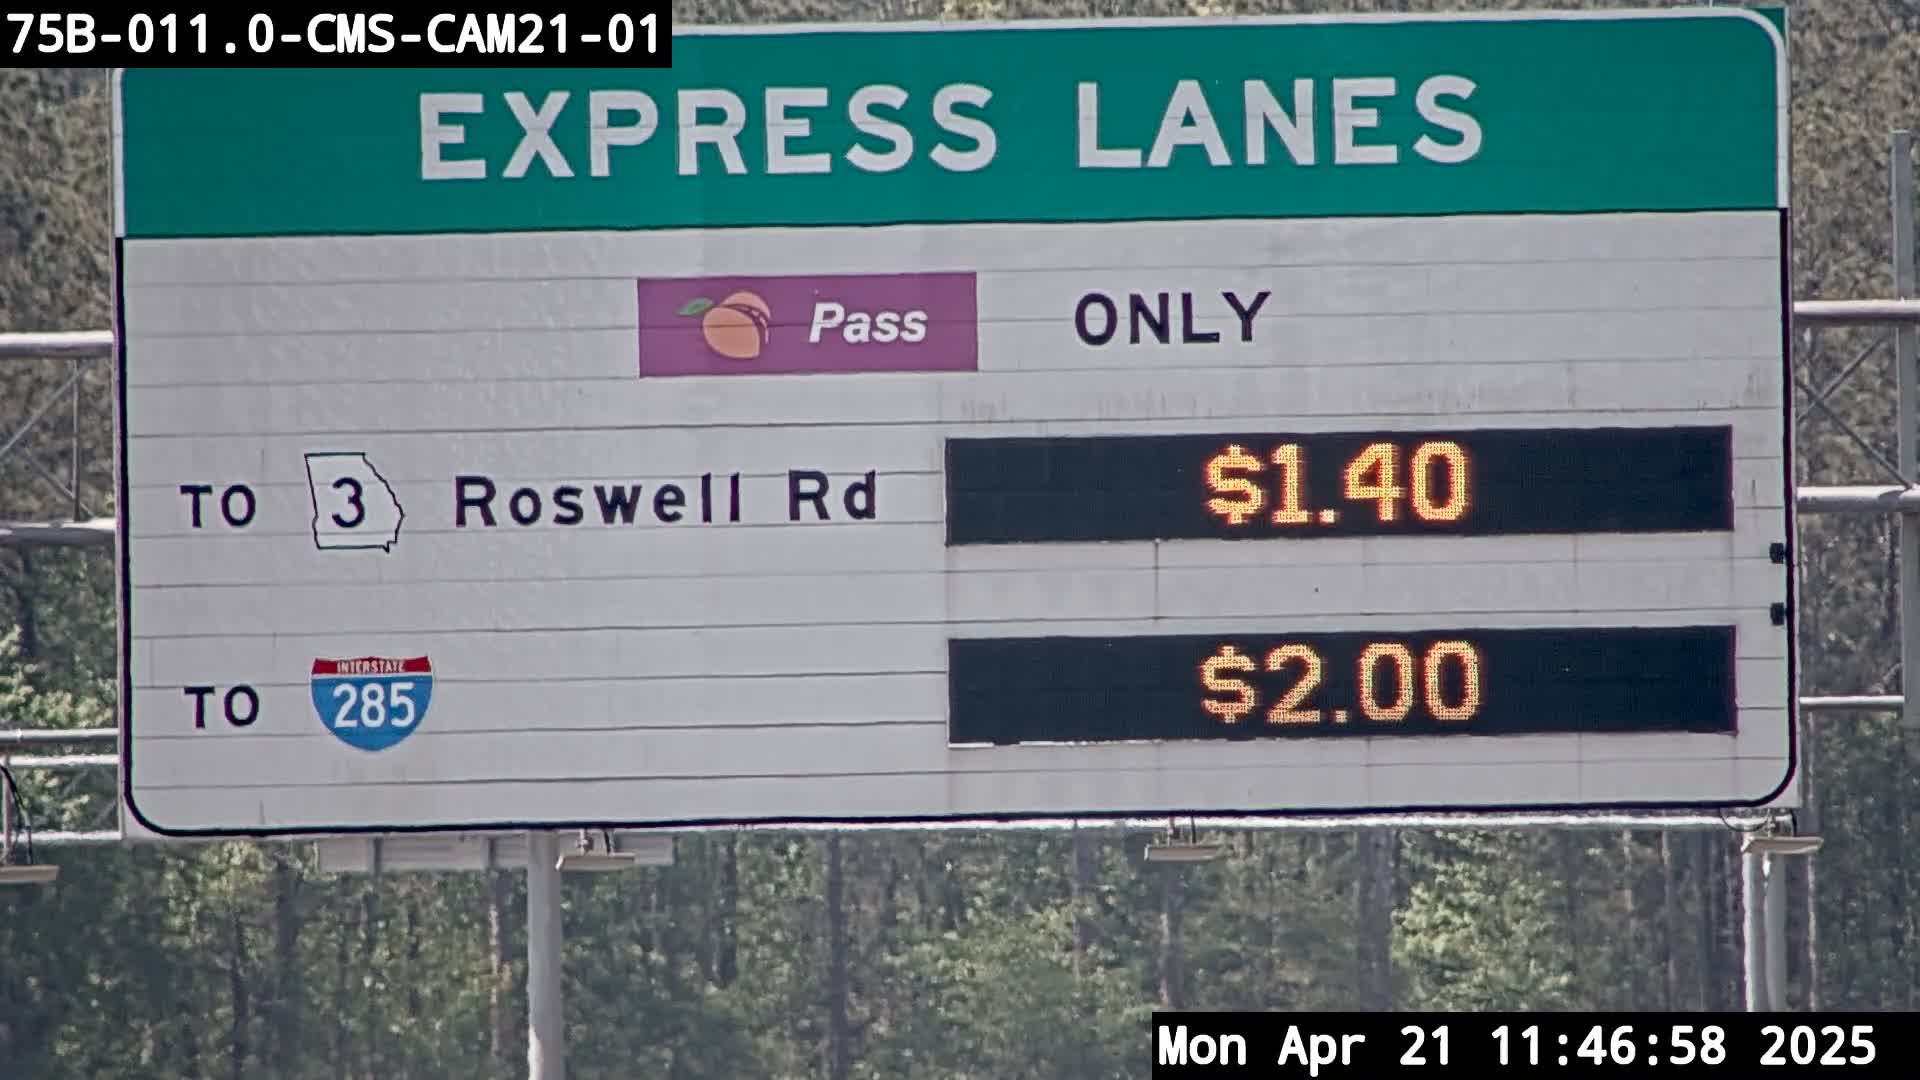 75B-011.0-CMS-CAM21-01
EXPRESS LANES
Pass ONLY
TO 3 Roswell Rd $1.40
INTERSTATE
TO 285 $2.00
Mon Apr 21 11:46:58 2025